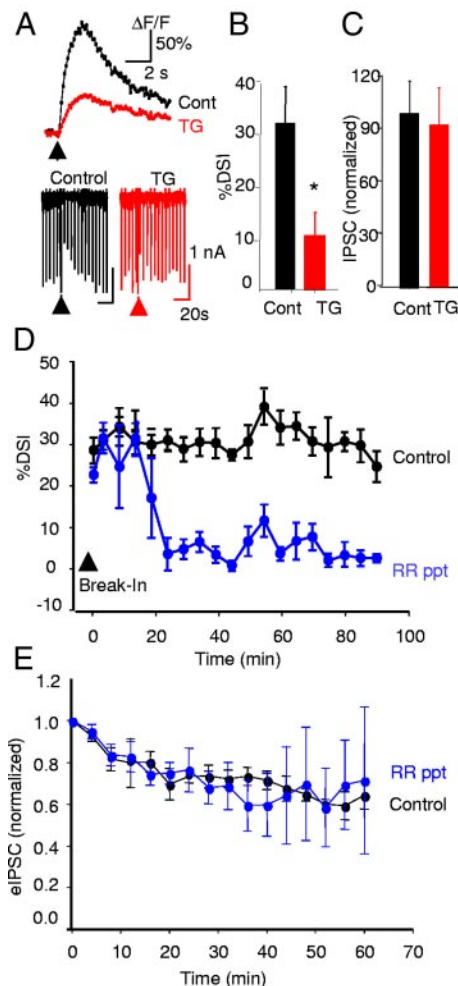 A
ΔF/F
50%
2 s
Cont
TG
Control
TG
1 nA
20s
B
%DSI
40
30
20
10
0
*
Cont TG
C
IPSC (normalized)
120
90
60
30
0
Cont TG
D
%DSI
50
40
30
20
10
0
-10
Control
RR ppt
Break-In
0 20 40 60 80 100
Time (min)
E
eIPSC (normalized)
1.2
1.0
0.8
0.6
0.4
0.2
0.0
RR ppt
Control
0 10 20 30 40 50 60 70
Time (min)